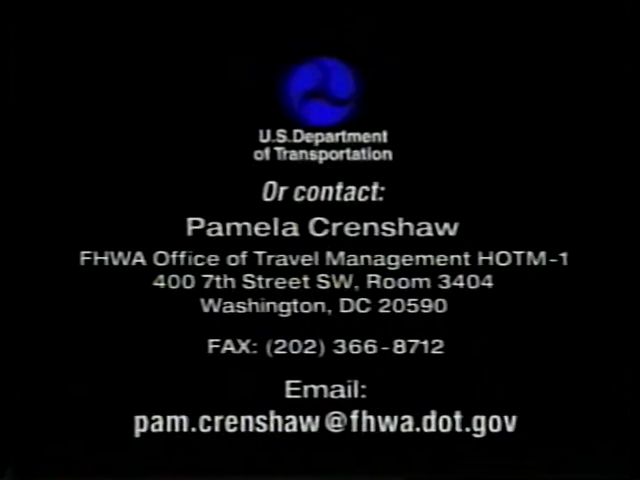 U.S. Department
of Transportation
Or contact:
Pamela Crenshaw
FHWA Office of Travel Management HOTM-1
400 7th Street SW, Room 3404
Washington, DC 20590
FAX: (202) 366-8712
Email:
pam.crenshaw@fhwa.dot.gov